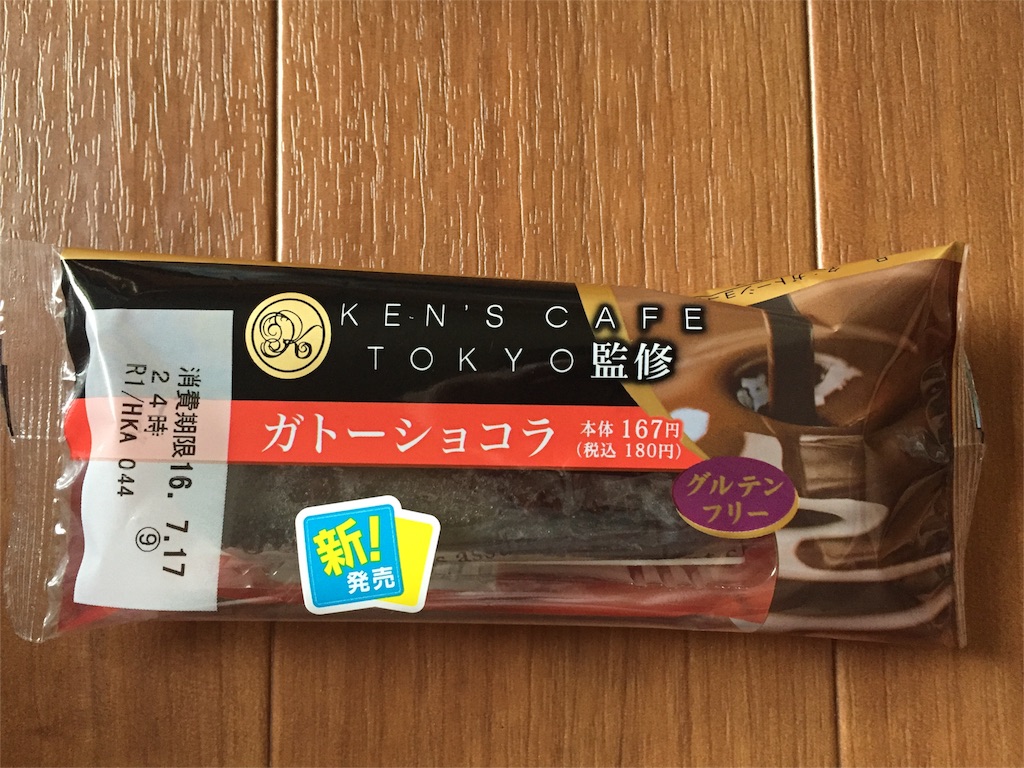 KEN'S CAFE
TOKYO監修
ガトーショコラ
本体 167円
(税込 180円)
グルテン
フリー
新!
発売
消費期限16. 7.17
24時 ⑨
R1/HKA 044